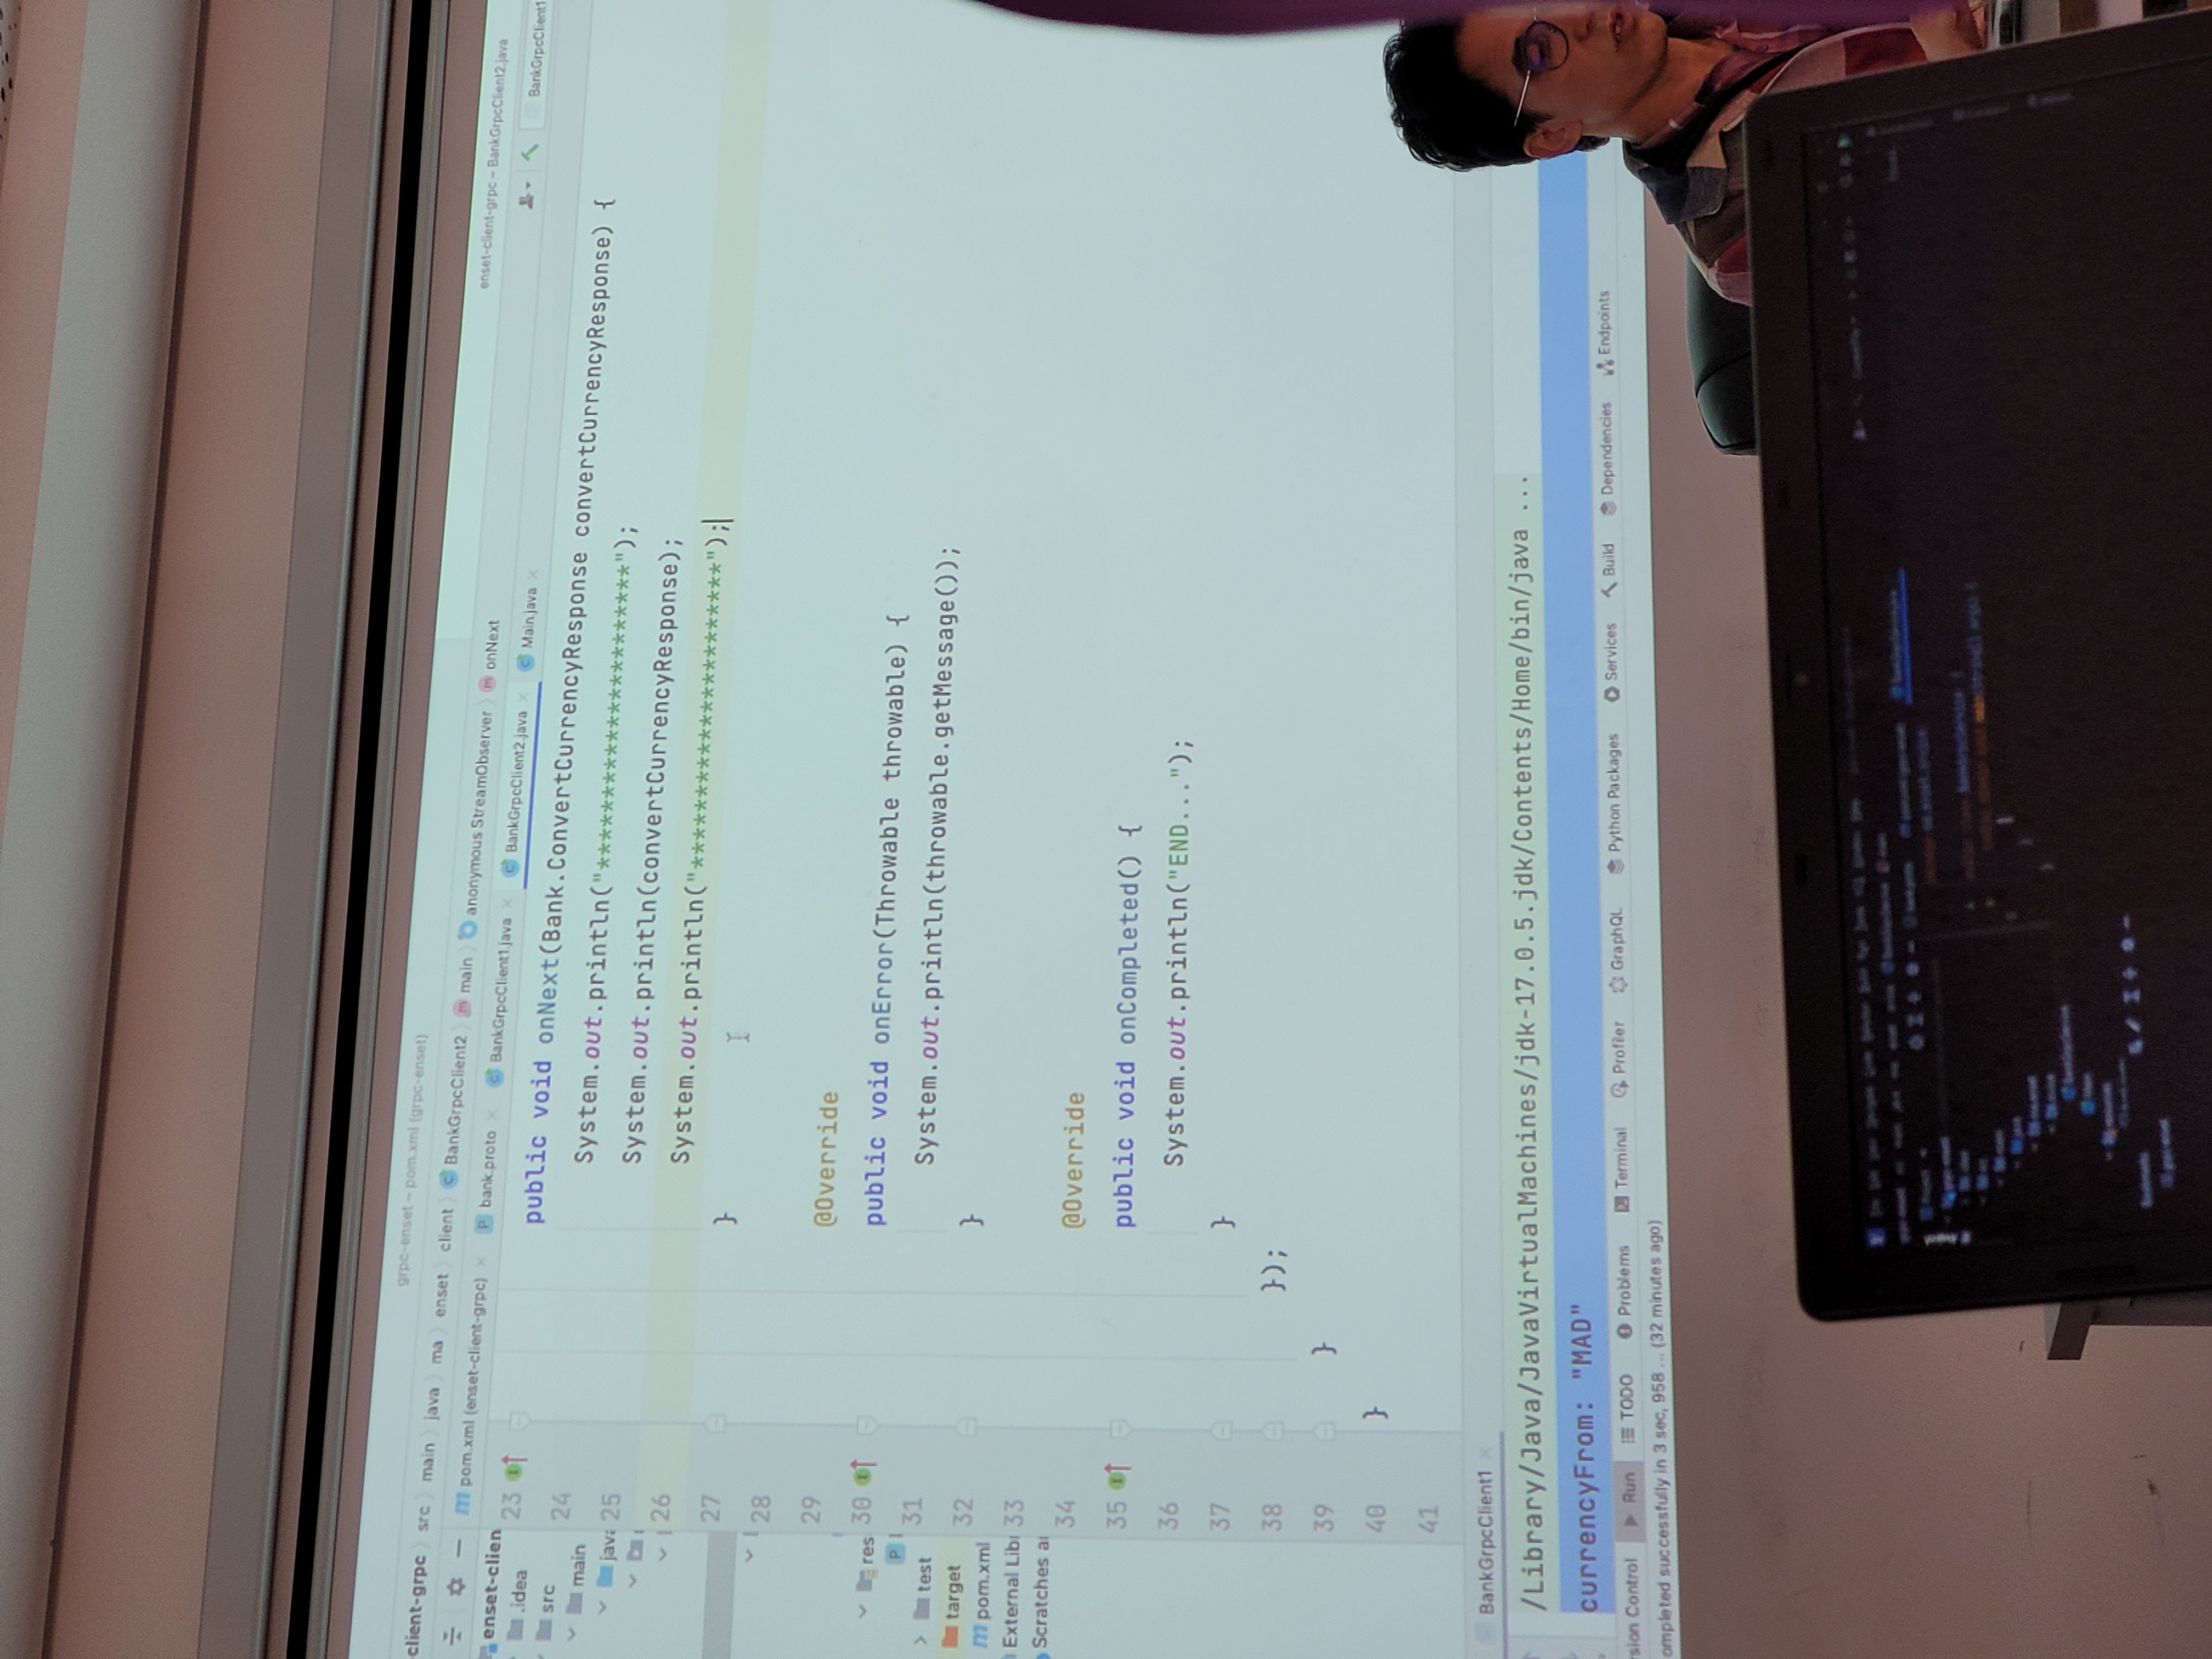 grpc-enset – pom.xml (grpc-enset)
client-grpc src main java ma enset client BankGrpcClient2 main anonymous StreamObserver onNext
enset-client-grpc – BankGrpcClient2.java
pom.xml (enset-client-grpc) bank.proto BankGrpcClient1.java BankGrpcClient2.java Main.java
BankGrpcClient1
enset-clien
.idea
src
main
java
res
test
target
pom.xml
External Lib
Scratches a
23 public void onNext(Bank.ConvertCurrencyResponse convertCurrencyResponse) {
24 System.out.println("**********************");
25 System.out.println(convertCurrencyResponse);
26 System.out.println("**********************");
27 }
28
29 @Override
30 public void onError(Throwable throwable) {
31 System.out.println(throwable.getMessage());
32 }
33
34 @Override
35 public void onCompleted() {
36 System.out.println("END...");
37 }
38 });
39 }
40 }
41
BankGrpcClient1
/Library/Java/JavaVirtualMachines/jdk-17.0.5.jdk/Contents/Home/bin/java ...
currencyFrom: "MAD"
rsion Control Run TODO Problems Terminal Profiler GraphQL Python Packages Services Build Dependencies Endpoints
ompleted successfully in 3 sec, 958 ... (32 minutes ago)